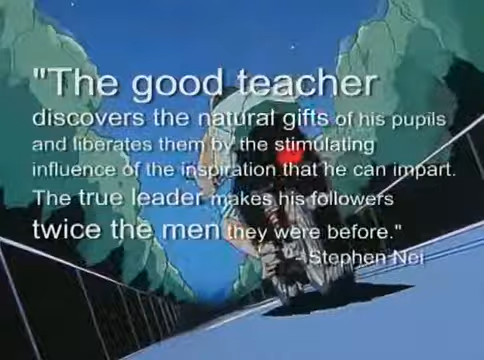 "The good teacher
discovers the natural gifts of his pupils
and liberates them by the stimulating
influence of the inspiration that he can impart.
The true leader makes his followers
twice the men they were before."
- Stephen Nei